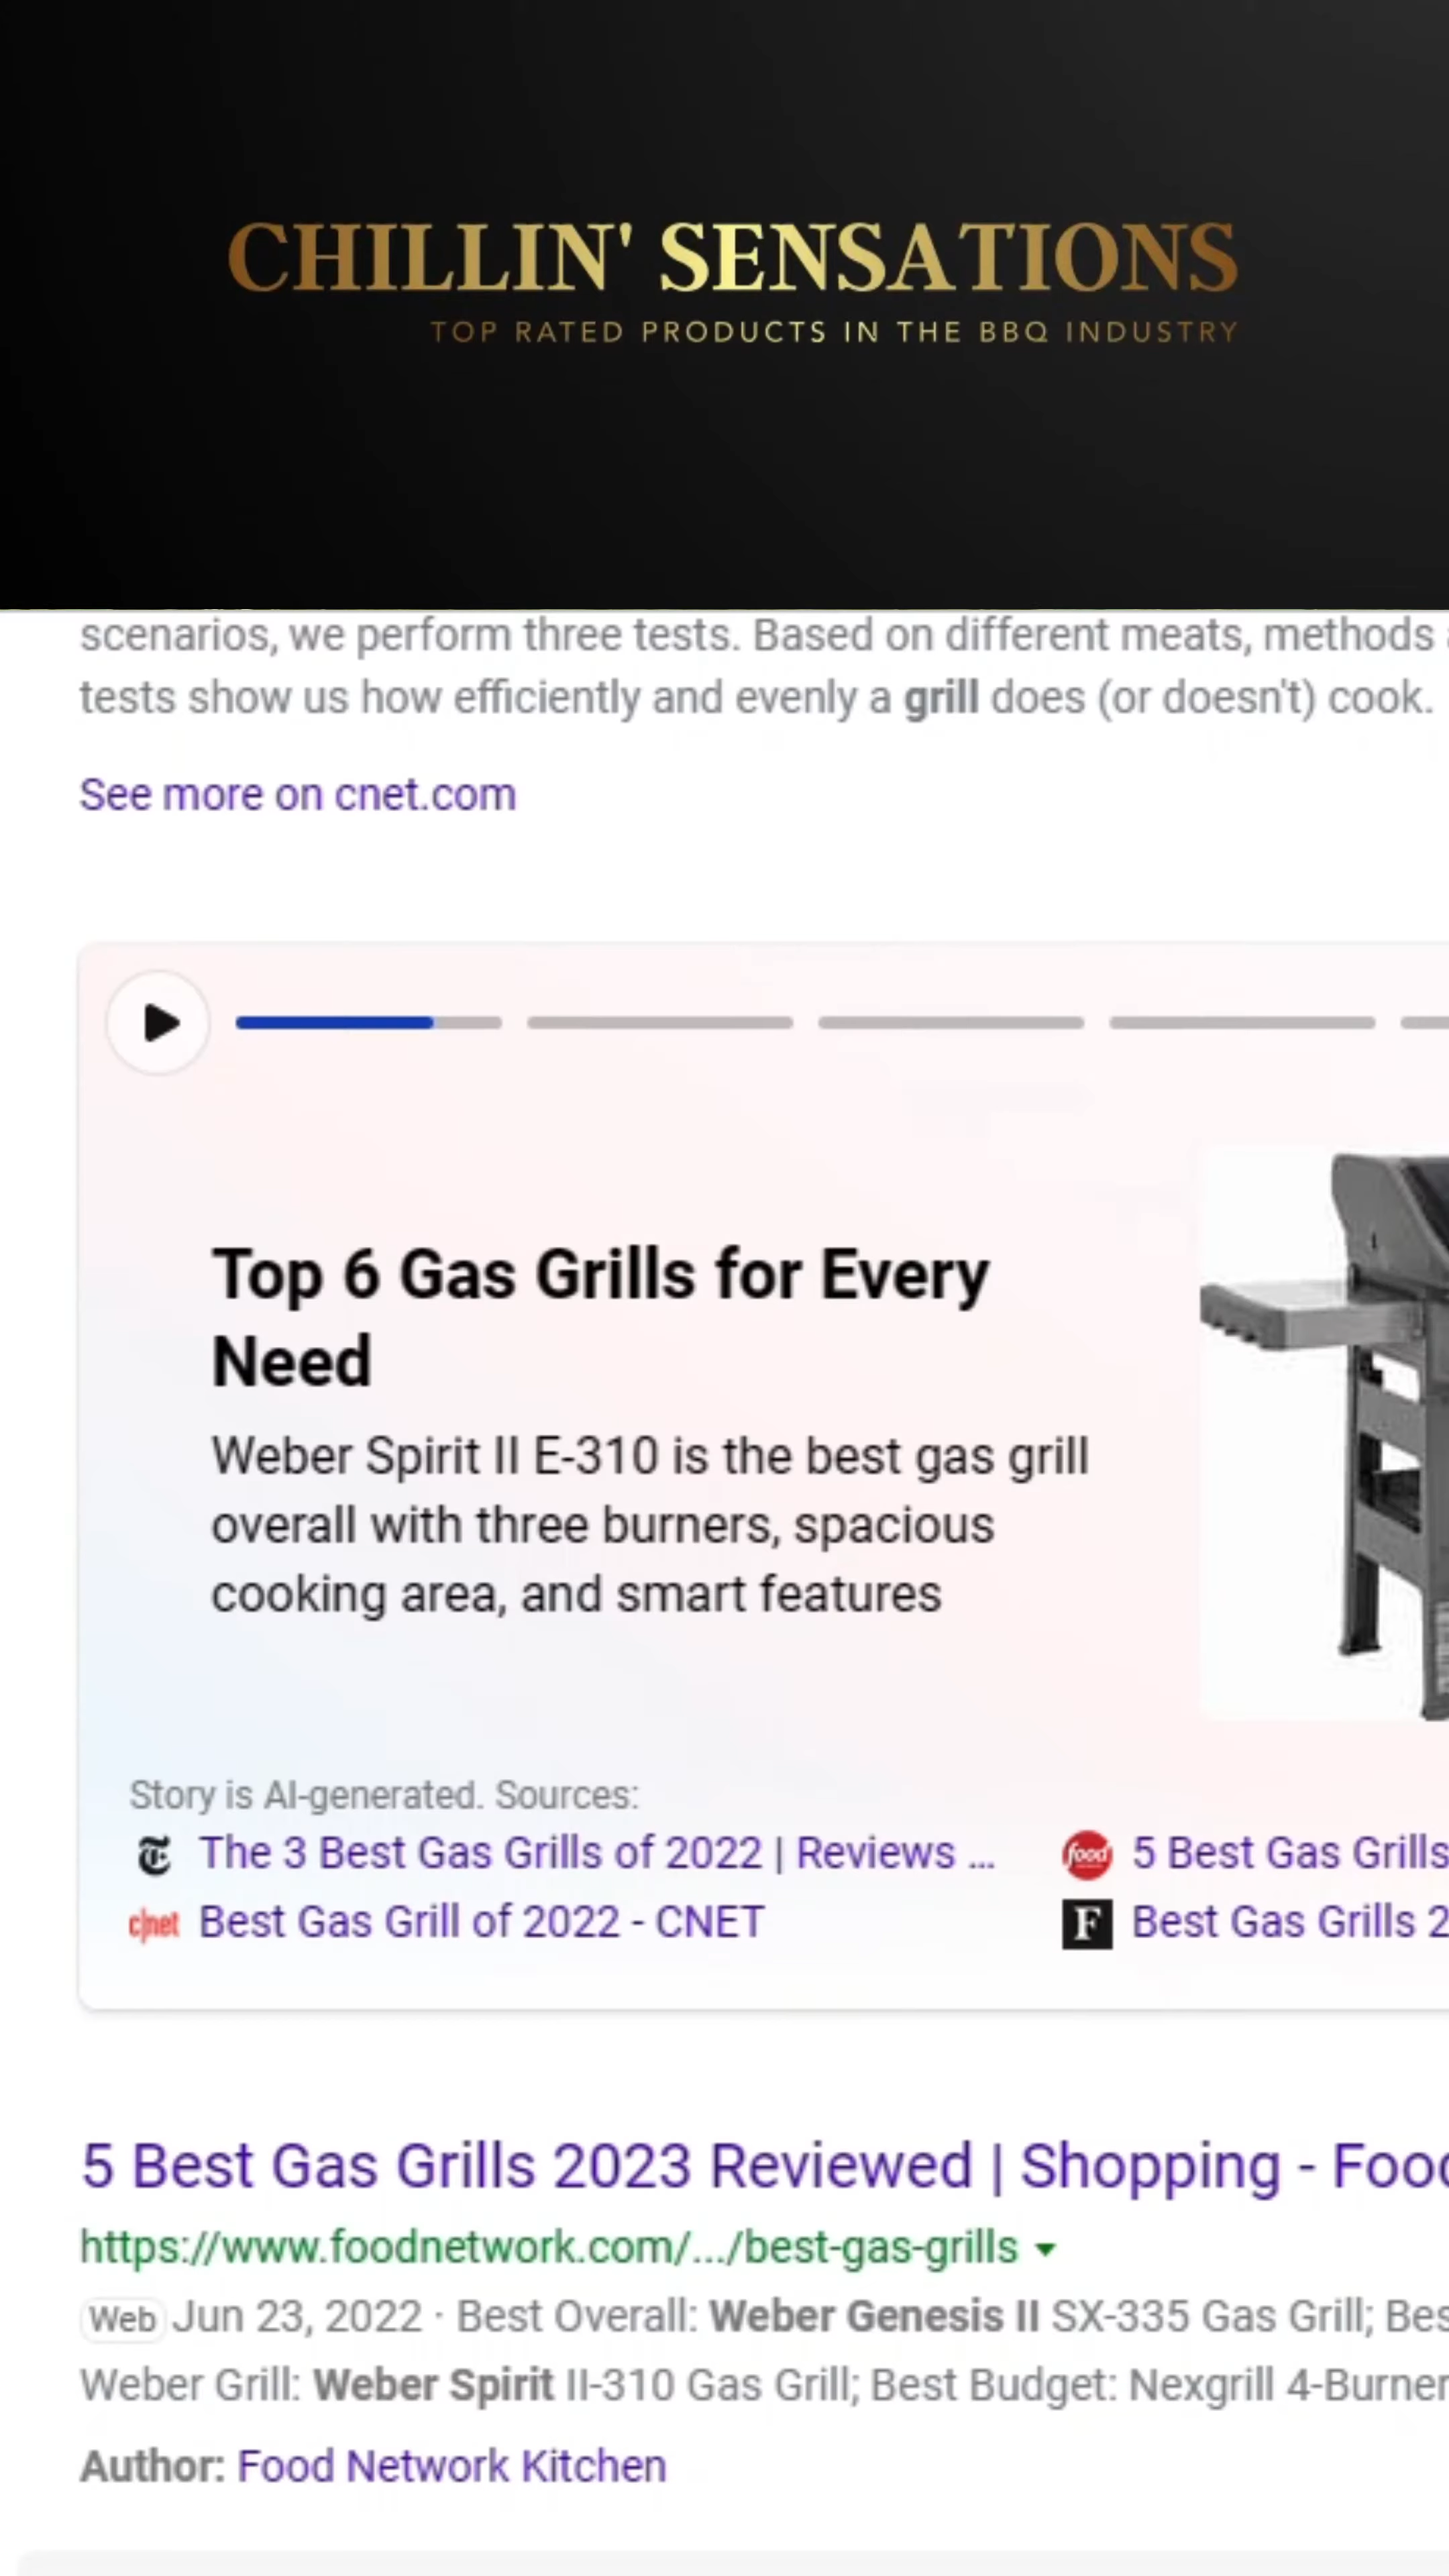 CHILLIN' SENSATIONS
TOP RATED PRODUCTS IN THE BBQ INDUSTRY
scenarios, we perform three tests. Based on different meats, methods
tests show us how efficiently and evenly a grill does (or doesn't) cook.
See more on cnet.com
Top 6 Gas Grills for Every
Need
Weber Spirit II E-310 is the best gas grill
overall with three burners, spacious
cooking area, and smart features
Story is AI-generated. Sources:
The 3 Best Gas Grills of 2022 | Reviews ...
food 5 Best Gas Grills
c|net Best Gas Grill of 2022 - CNET
F Best Gas Grills 2
5 Best Gas Grills 2023 Reviewed | Shopping - Food
https://www.foodnetwork.com/.../best-gas-grills
Web Jun 23, 2022 · Best Overall: Weber Genesis II SX-335 Gas Grill; Bes
Weber Grill: Weber Spirit II-310 Gas Grill; Best Budget: Nexgrill 4-Burner
Author: Food Network Kitchen